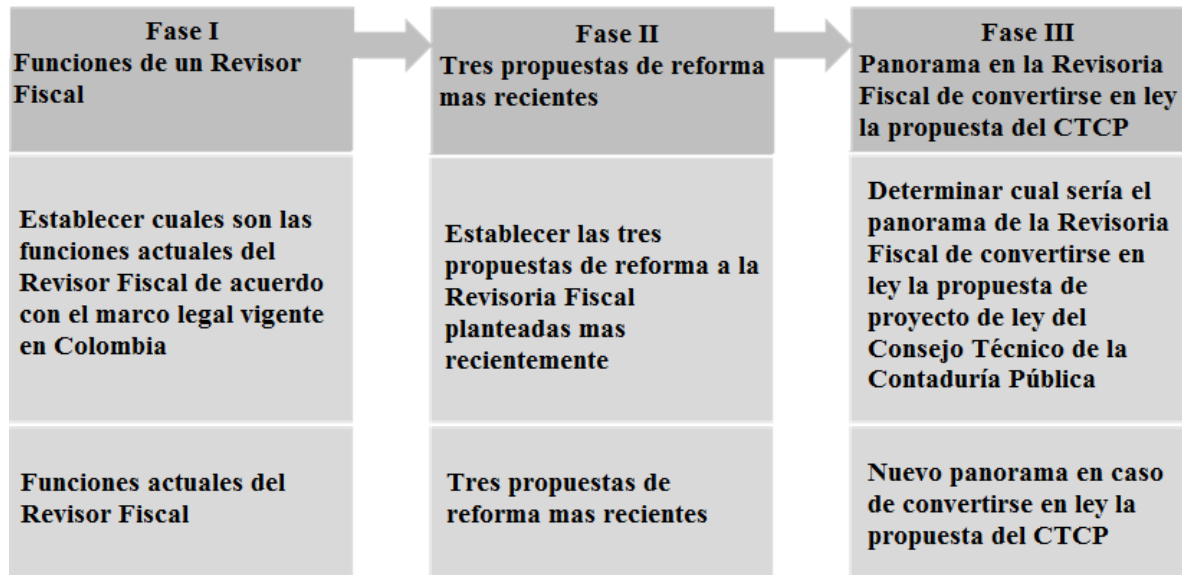 Fase I
Funciones de un Revisor
Fiscal
Fase II
Tres propuestas de reforma
mas recientes
Fase III
Panorama en la Revisoria
Fiscal de convertirse en ley
la propuesta del CTCP
Establecer cuales son las
funciones actuales del
Revisor Fiscal de acuerdo
con el marco legal vigente
en Colombia
Establecer las tres
propuestas de reforma a la
Revisoria Fiscal
planteadas mas
recientemente
Determinar cual sería el
panorama de la Revisoria
Fiscal de convertirse en
ley la propuesta de
proyecto de ley del
Consejo Técnico de la
Contaduría Pública
Funciones actuales del
Revisor Fiscal
Tres propuestas de
reforma mas recientes
Nuevo panorama en caso
de convertirse en ley la
propuesta del CTCP